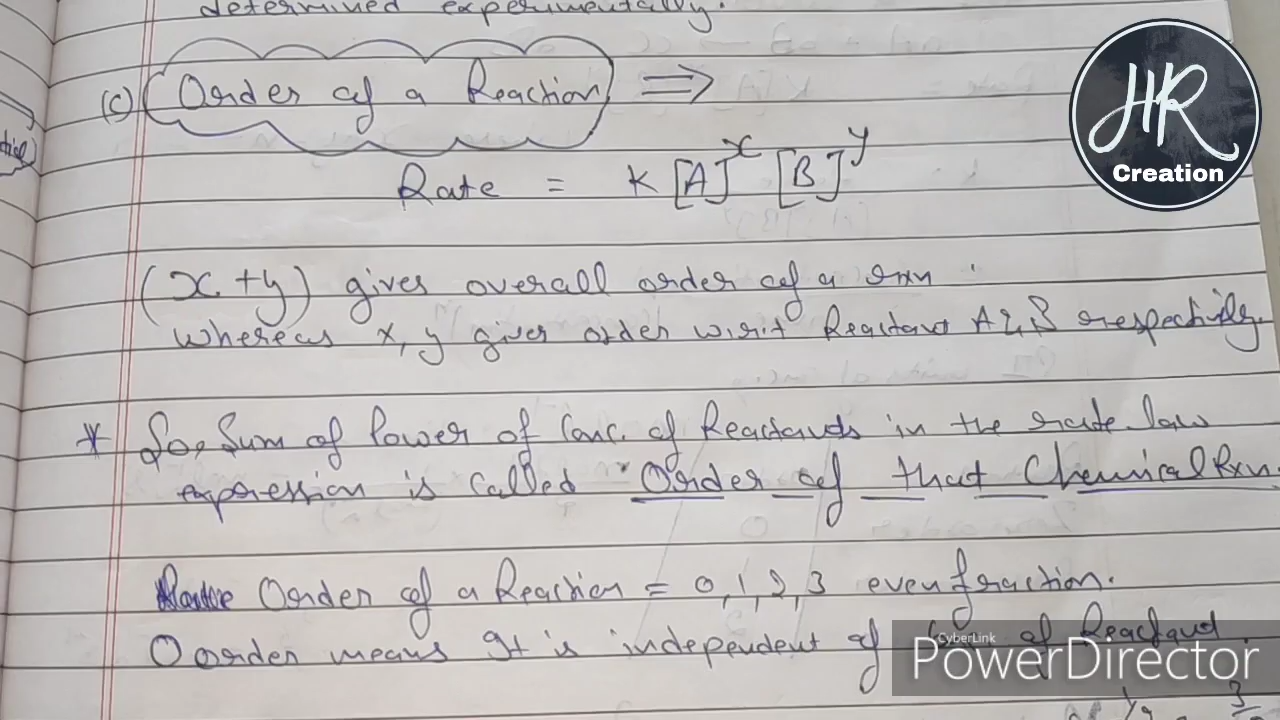 determined experimentally.
(c) Order of a Reaction ⇒
Rate = K [A]^x [B]^y
(x + y) gives overall order of a rxn.
whereas x, y gives order w.r.t Reactant A & B respectively.
* So, Sum of Power of Conc. of Reactants in the rate law
expression is called Order of that Chemical Rxn.
Order of a Reaction = 0, 1, 2, 3 even fraction.
0 order means It is independent of of Reactant.
HR
Creation
CyberLink
PowerDirector